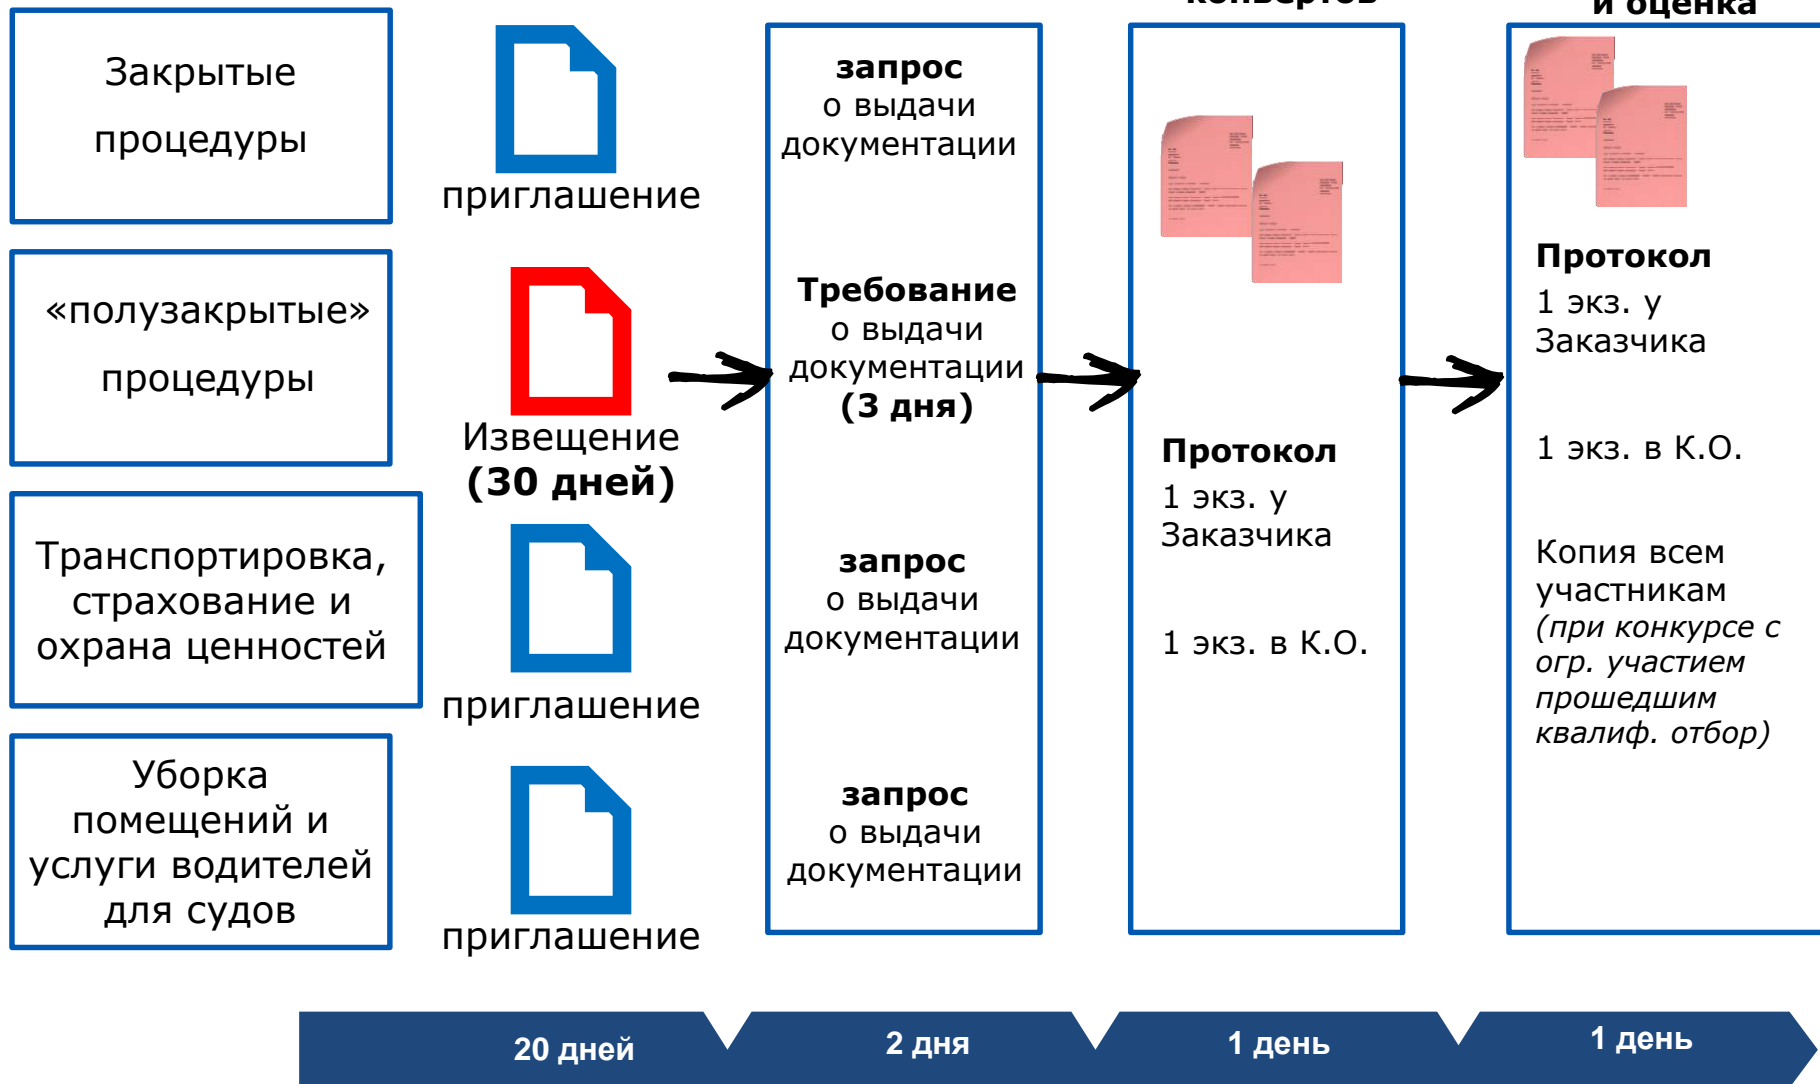 конвертов
и оценка
Закрытые
процедуры
приглашение
запрос
о выдачи
документации
«полузакрытые»
процедуры
Извещение
(30 дней)
Требование
о выдачи
документации
(3 дня)
Транспортировка,
страхование и
охрана ценностей
приглашение
запрос
о выдачи
документации
Уборка
помещений и
услуги водителей
для судов
приглашение
запрос
о выдачи
документации
Протокол
1 экз. у
Заказчика
1 экз. в К.О.
Протокол
1 экз. у
Заказчика
1 экз. в К.О.
Копия всем
участникам
(при конкурсе с
огр. участием
прошедшим
квалиф. отбор)
20 дней
2 дня
1 день
1 день